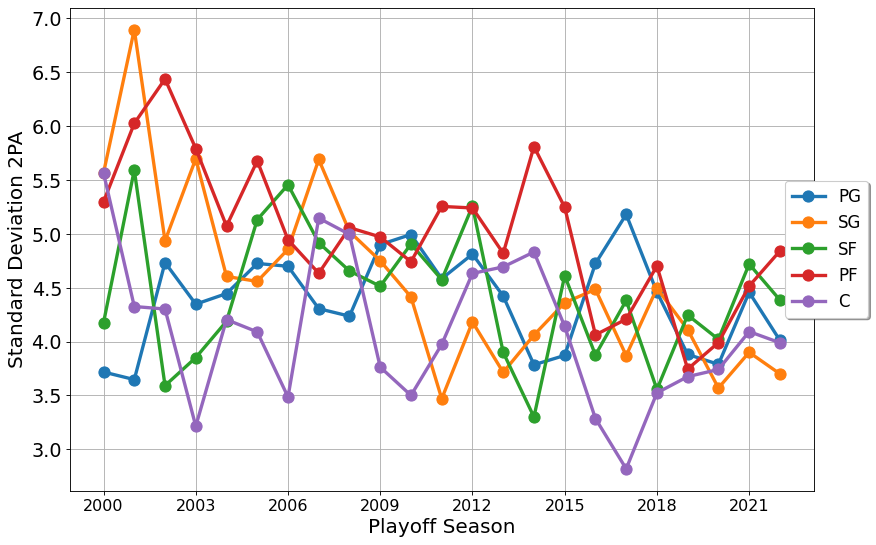 Standard Deviation 2PA
7.0
6.5
6.0
5.5
5.0
4.5
4.0
3.5
3.0
2000 2003 2006 2009 2012 2015 2018 2021
Playoff Season
PG
SG
SF
PF
C